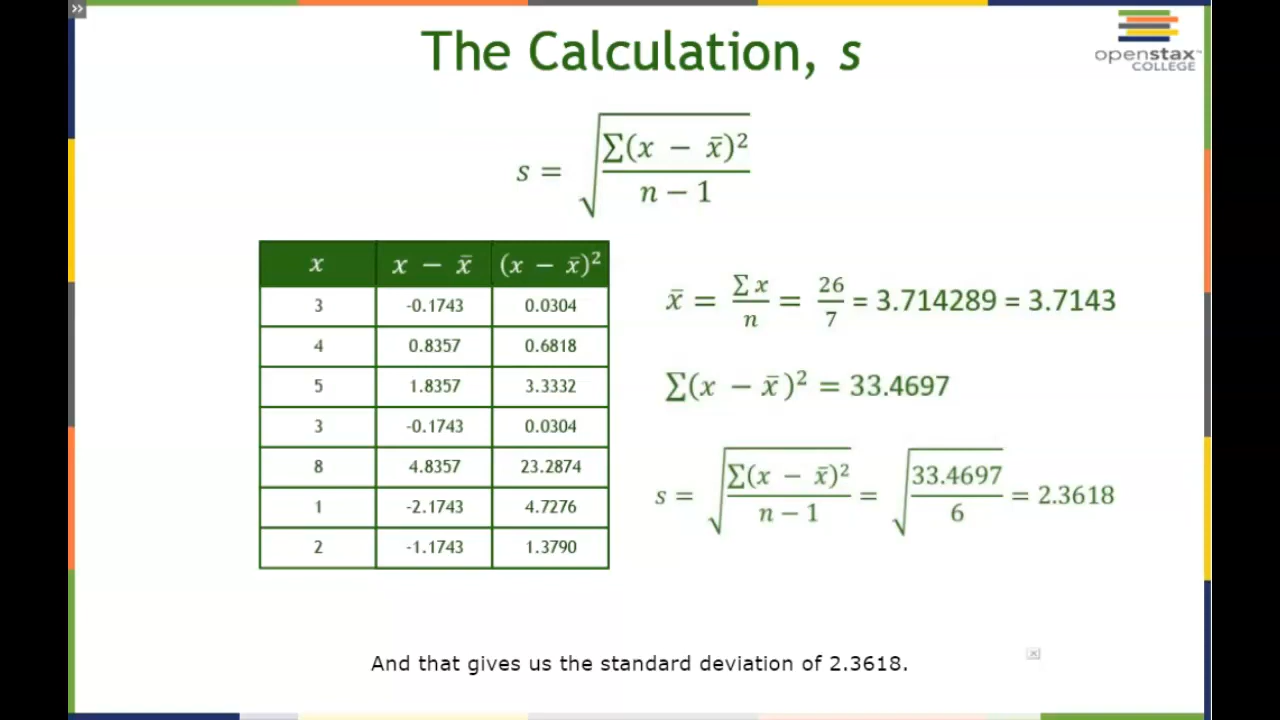 The Calculation, s
openstax™
COLLEGE
s = √(∑(x − x̄)² / (n − 1))
x x − x̄ (x − x̄)²
3 -0.1743 0.0304
4 0.8357 0.6818
5 1.8357 3.3332
3 -0.1743 0.0304
8 4.8357 23.2874
1 -2.1743 4.7276
2 -1.1743 1.3790
x̄ = ∑x / n = 26 / 7 = 3.714289 = 3.7143
∑(x − x̄)² = 33.4697
s = √(∑(x − x̄)² / (n − 1)) = √(33.4697 / 6) = 2.3618
And that gives us the standard deviation of 2.3618.